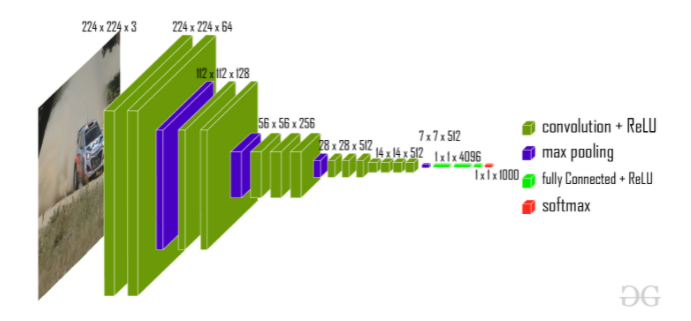 224 x 224 x 3
224 x 224 x 64
112 x 112 x 128
56 x 56 x 256
28 x 28 x 512
14 x 14 x 512
7 x 7 x 512
1 x 1 x 4096
1 x 1 x 1000
convolution + ReLU
max pooling
fully Connected + ReLU
softmax